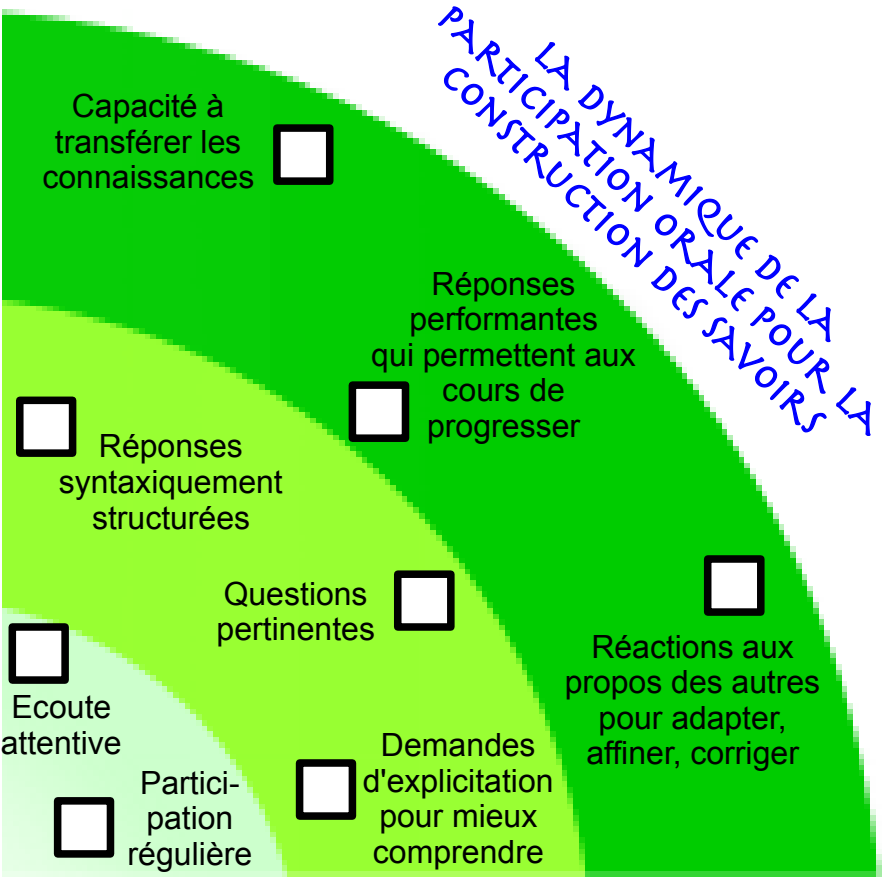 LA DYNAMIQUE DE LA
PARTICIPATION ORALE POUR LA
CONSTRUCTION DES SAVOIRS
Capacité à
transférer les
connaissances
Réponses
performantes
qui permettent aux
cours de
progresser
Réponses
syntaxiquement
structurées
Questions
pertinentes
Réactions aux
propos des autres
pour adapter,
affiner, corriger
Ecoute
attentive
Demandes
d'explicitation
pour mieux
comprendre
Partici-
pation
régulière